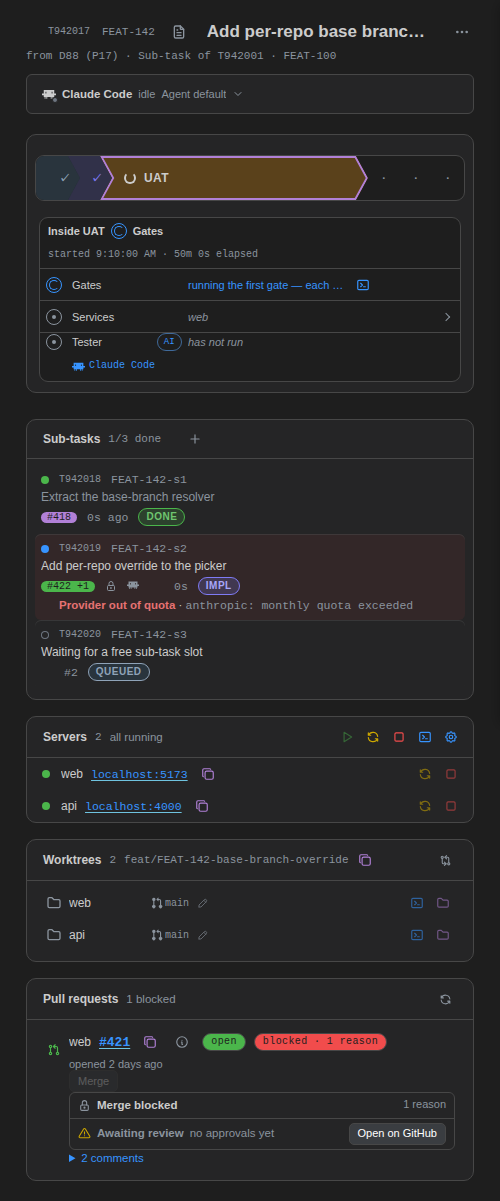 T942017 FEAT-142 Add per-repo base branc…
from D88 (P17) · Sub-task of T942001 · FEAT-100
Claude Code idle Agent default
UAT
Inside UAT Gates
started 9:10:00 AM · 50m 0s elapsed
Gates running the first gate — each …
Services web
Tester AI has not run
Claude Code
Sub-tasks 1/3 done
T942018 FEAT-142-s1
Extract the base-branch resolver
#418 0s ago DONE
T942019 FEAT-142-s2
Add per-repo override to the picker
#422 +1 0s IMPL
Provider out of quota · anthropic: monthly quota exceeded
T942020 FEAT-142-s3
Waiting for a free sub-task slot
#2 QUEUED
Servers 2 all running
web localhost:5173
api localhost:4000
Worktrees 2 feat/FEAT-142-base-branch-override
web main
api main
Pull requests 1 blocked
web #421 open blocked · 1 reason
opened 2 days ago
Merge
Merge blocked 1 reason
Awaiting review no approvals yet Open on GitHub
2 comments